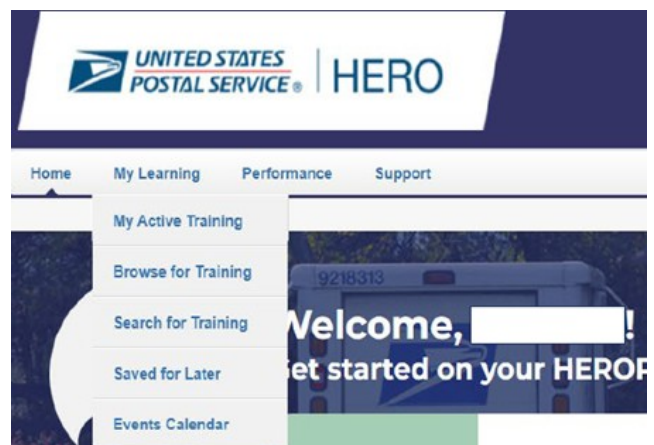 UNITED STATES
POSTAL SERVICE ® | HERO
Home My Learning Performance Support
My Active Training
Browse for Training
9218313
Search for Training
Welcome, !
Saved for Later
Get started on your HERO
Events Calendar